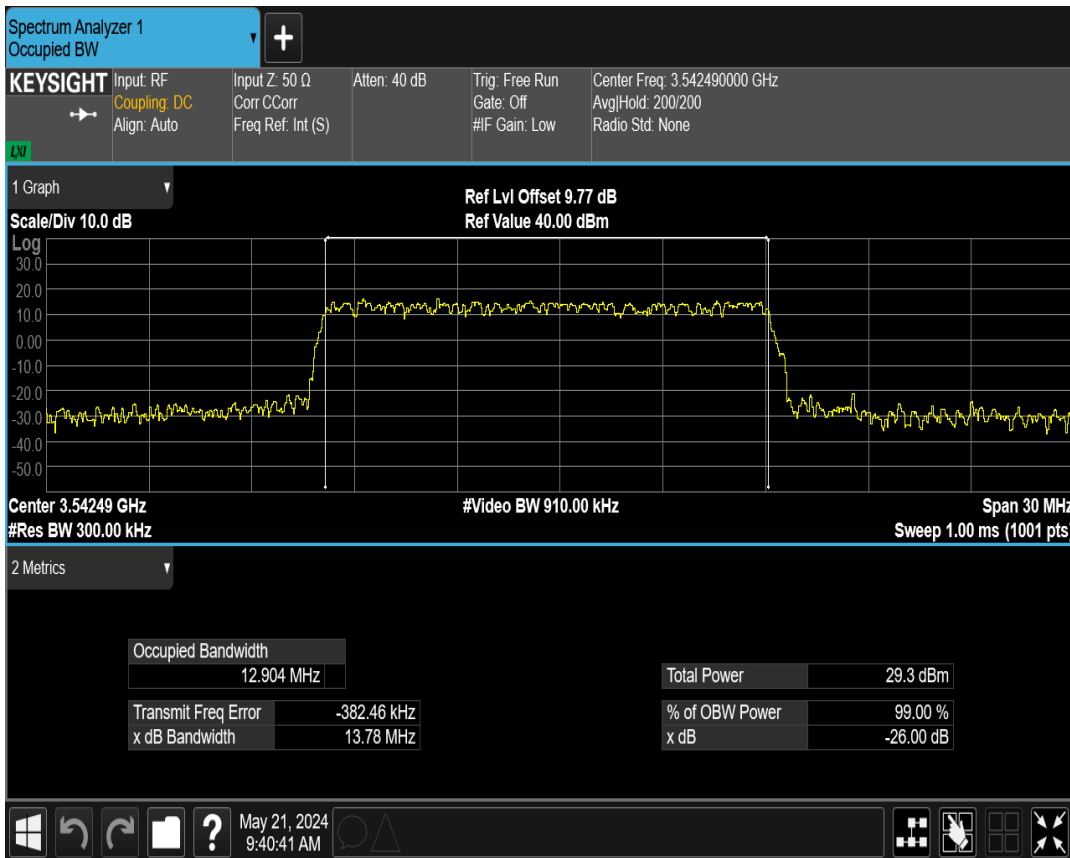 Spectrum Analyzer 1
Occupied BW
KEYSIGHT
LXI
Input: RF
Coupling: DC
Align: Auto
Input Z: 50 Ω
Corr CCorr
Freq Ref: Int (S)
Atten: 40 dB
Trig: Free Run
Gate: Off
#IF Gain: Low
Center Freq: 3.542490000 GHz
Avg|Hold: 200/200
Radio Std: None
1 Graph
Scale/Div 10.0 dB
Ref Lvl Offset 9.77 dB
Ref Value 40.00 dBm
Log
30.0
20.0
10.0
0.00
-10.0
-20.0
-30.0
-40.0
-50.0
Center 3.54249 GHz
#Video BW 910.00 kHz
Span 30 MHz
#Res BW 300.00 kHz
Sweep 1.00 ms (1001 pts)
2 Metrics
Occupied Bandwidth
12.904 MHz
Total Power 29.3 dBm
Transmit Freq Error -382.46 kHz
% of OBW Power 99.00 %
x dB Bandwidth 13.78 MHz
x dB -26.00 dB
?
May 21, 2024
9:40:41 AM